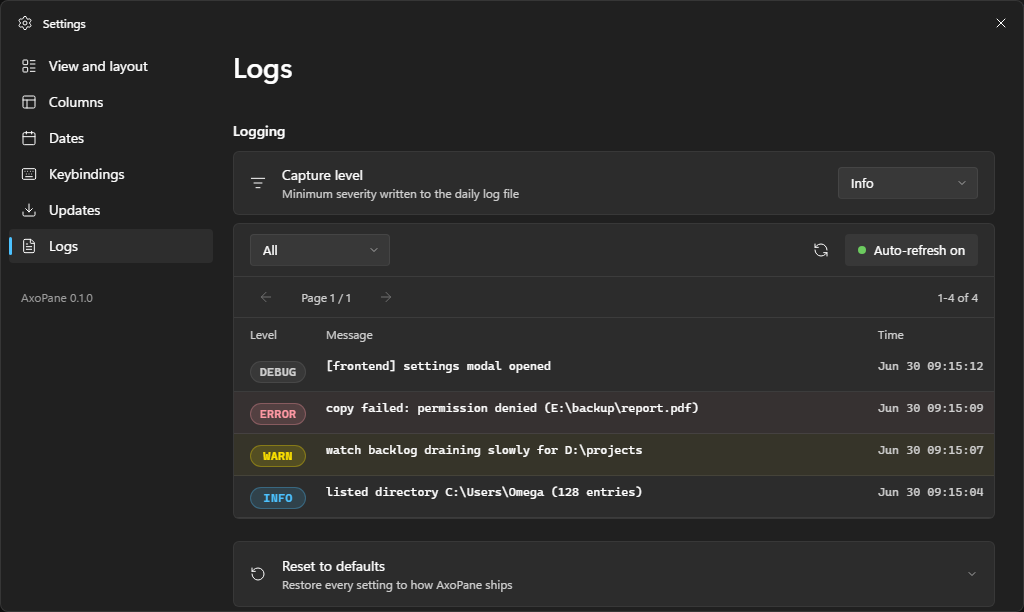 Settings
View and layout
Columns
Dates
Keybindings
Updates
Logs
AxoPane 0.1.0
Logs
Logging
Capture level
Minimum severity written to the daily log file
Info
All
Auto-refresh on
Page 1 / 1
1-4 of 4
Level Message Time
DEBUG [frontend] settings modal opened Jun 30 09:15:12
ERROR copy failed: permission denied (E:\backup\report.pdf) Jun 30 09:15:09
WARN watch backlog draining slowly for D:\projects Jun 30 09:15:07
INFO listed directory C:\Users\Omega (128 entries) Jun 30 09:15:04
Reset to defaults
Restore every setting to how AxoPane ships